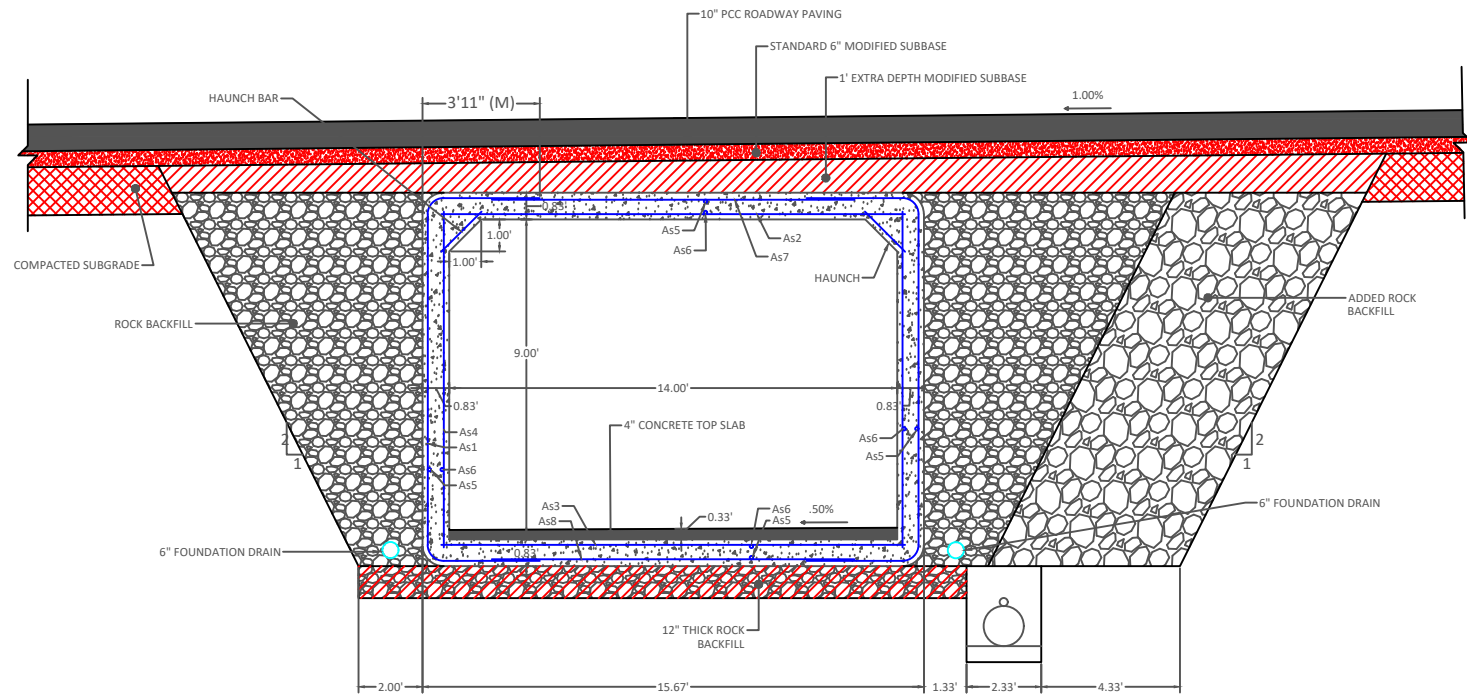 10" PCC ROADWAY PAVING
STANDARD 6" MODIFIED SUBBASE
1' EXTRA DEPTH MODIFIED SUBBASE
HAUNCH BAR
3'11" (M)
1.00%
0.83'
As5
As2
1.00'
As6
As7
1.00'
HAUNCH
COMPACTED SUBGRADE
ADDED ROCK
BACKFILL
ROCK BACKFILL
9.00'
14.00'
0.83'
0.83'
4" CONCRETE TOP SLAB
As4
As1
As6
As5
As6
As5
2
1
2
1
As3
As8
0.33'
As6
As5
.50%
6" FOUNDATION DRAIN
6" FOUNDATION DRAIN
0.83'
12" THICK ROCK
BACKFILL
2.00'
15.67'
1.33'
2.33'
4.33'